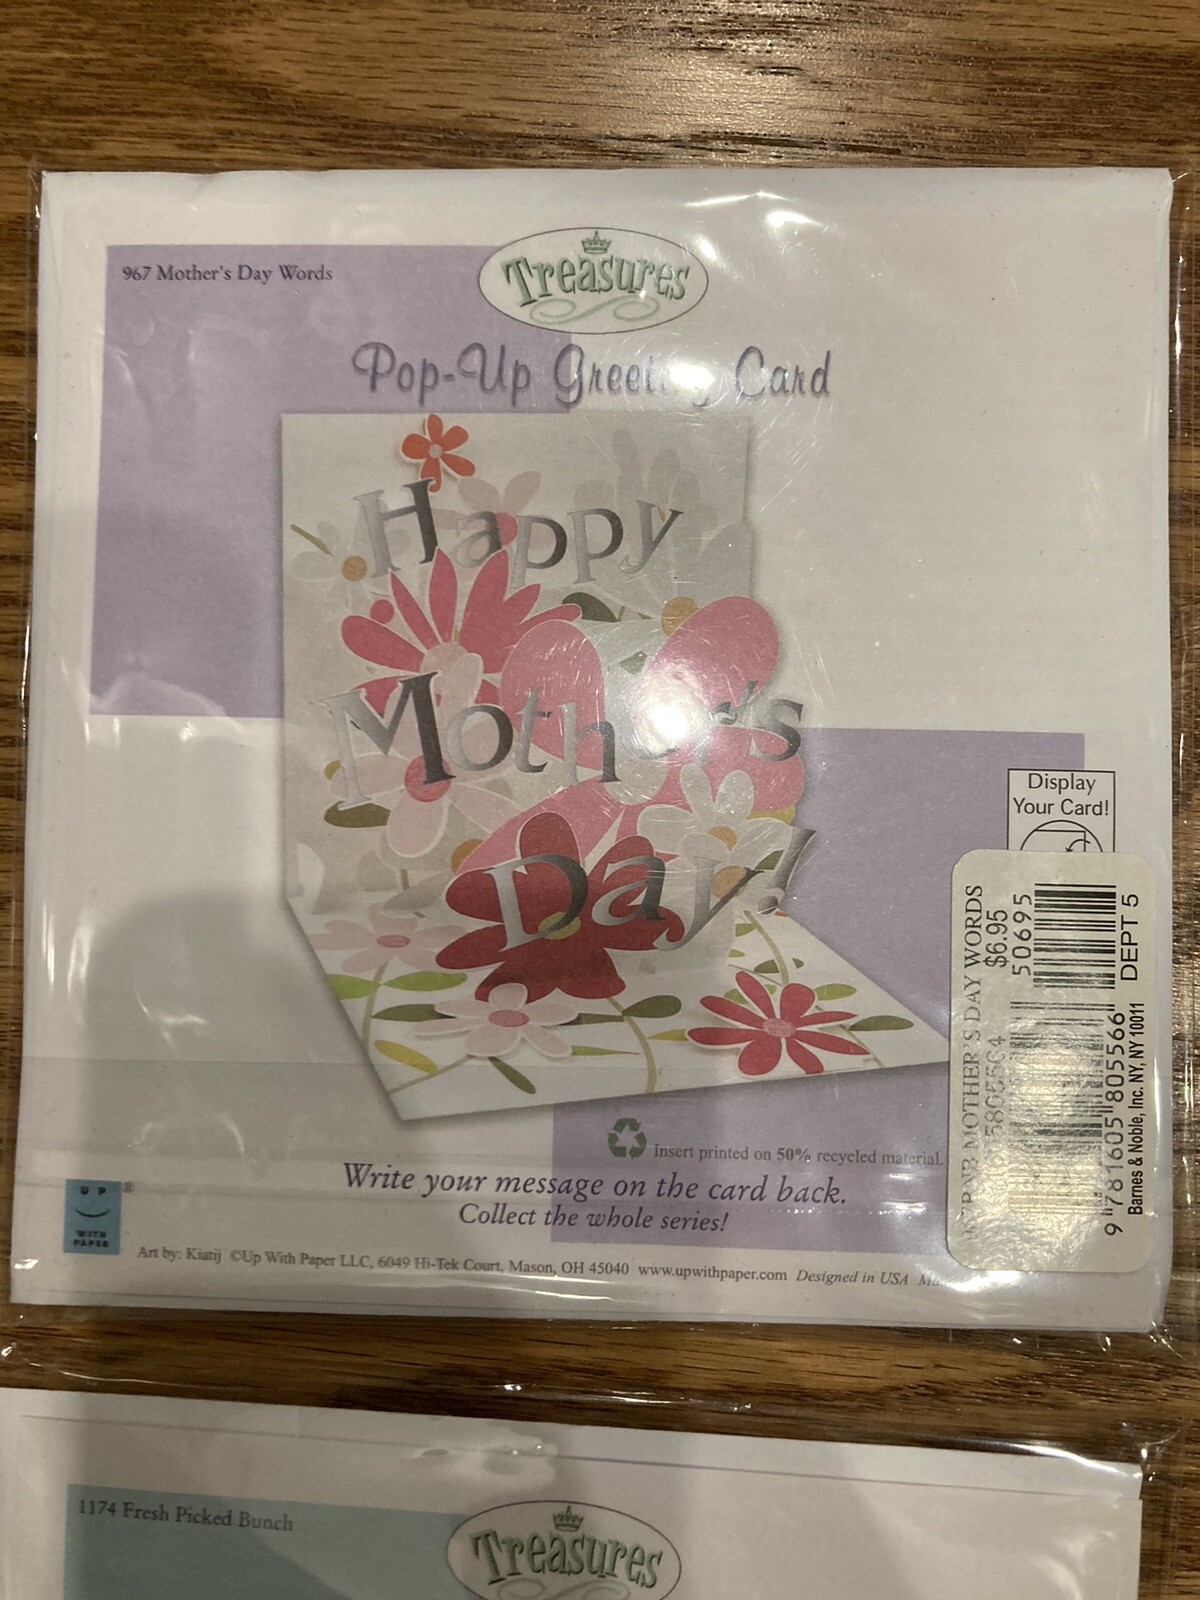 967 Mother's Day Words
Treasures
Pop-Up Greeting Card
Happy
Mother's
Day!
Display
Your Card!
MOTHER'S DAY WORDS
$6.95
50695
DEPT 5
9 781605 805566
Barnes & Noble, Inc. NY, NY 10011
Insert printed on 50% recycled material.
Write your message on the card back.
Collect the whole series!
UP
WITH
PAPER
®
Art by: Kiatij ©Up With Paper LLC, 6049 Hi-Tek Court, Mason, OH 45040 www.upwithpaper.com Designed in USA
1174 Fresh Picked Bunch
Treasures